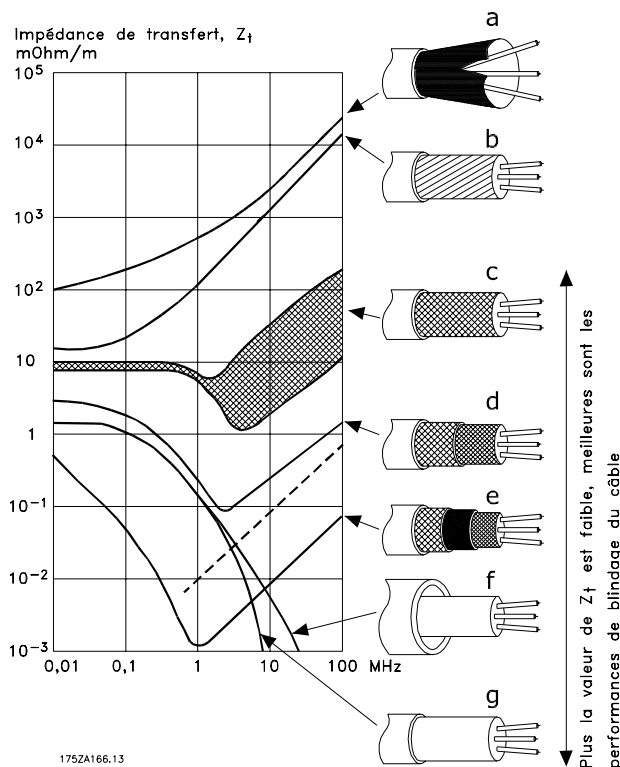 Impédance de transfert, Zt
mOhm/m
10⁵
10⁴
10³
10²
10
1
10⁻¹
10⁻²
10⁻³
0,01 0,1 1 10 100 MHz
a
b
c
d
e
f
g
Plus la valeur de Zt est faible, meilleures sont les
performances de blindage du câble
175ZA166.13